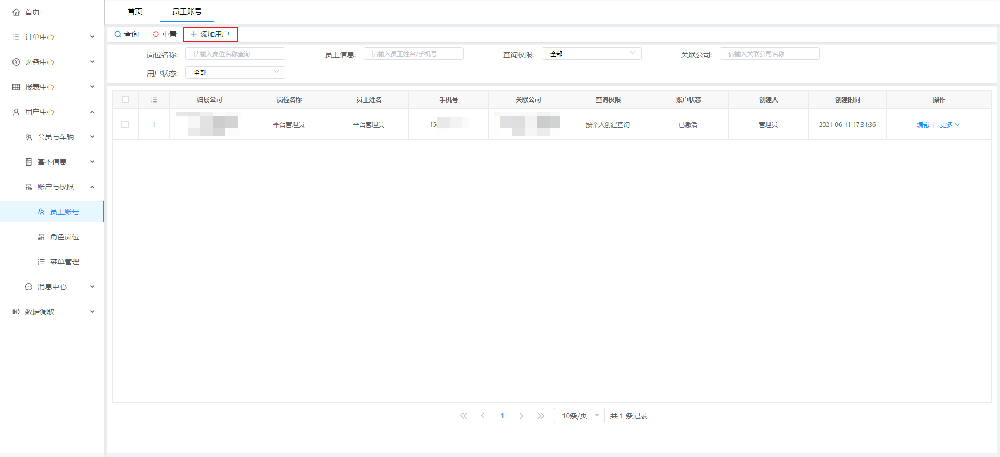 首页
订单中心
财务中心
报表中心
用户中心
会员与车辆
基本信息
账户与权限
员工账号
角色岗位
菜单管理
消息中心
数据调取
首页 员工账号
查询 重置 添加用户
岗位名称: 请输入岗位名称查询 员工信息: 请输入员工姓名/手机号 查询权限: 全部 关联公司: 请输入关联公司名称
用户状态: 全部
归属公司 岗位名称 员工姓名 手机号 关联公司 查询权限 账户状态 创建人 创建时间 操作
1 平台管理员 平台管理员 15 按个人创建查询 已激活 管理员 2021-06-11 17:31:36 编辑 更多
1 10条/页 共 1 条记录